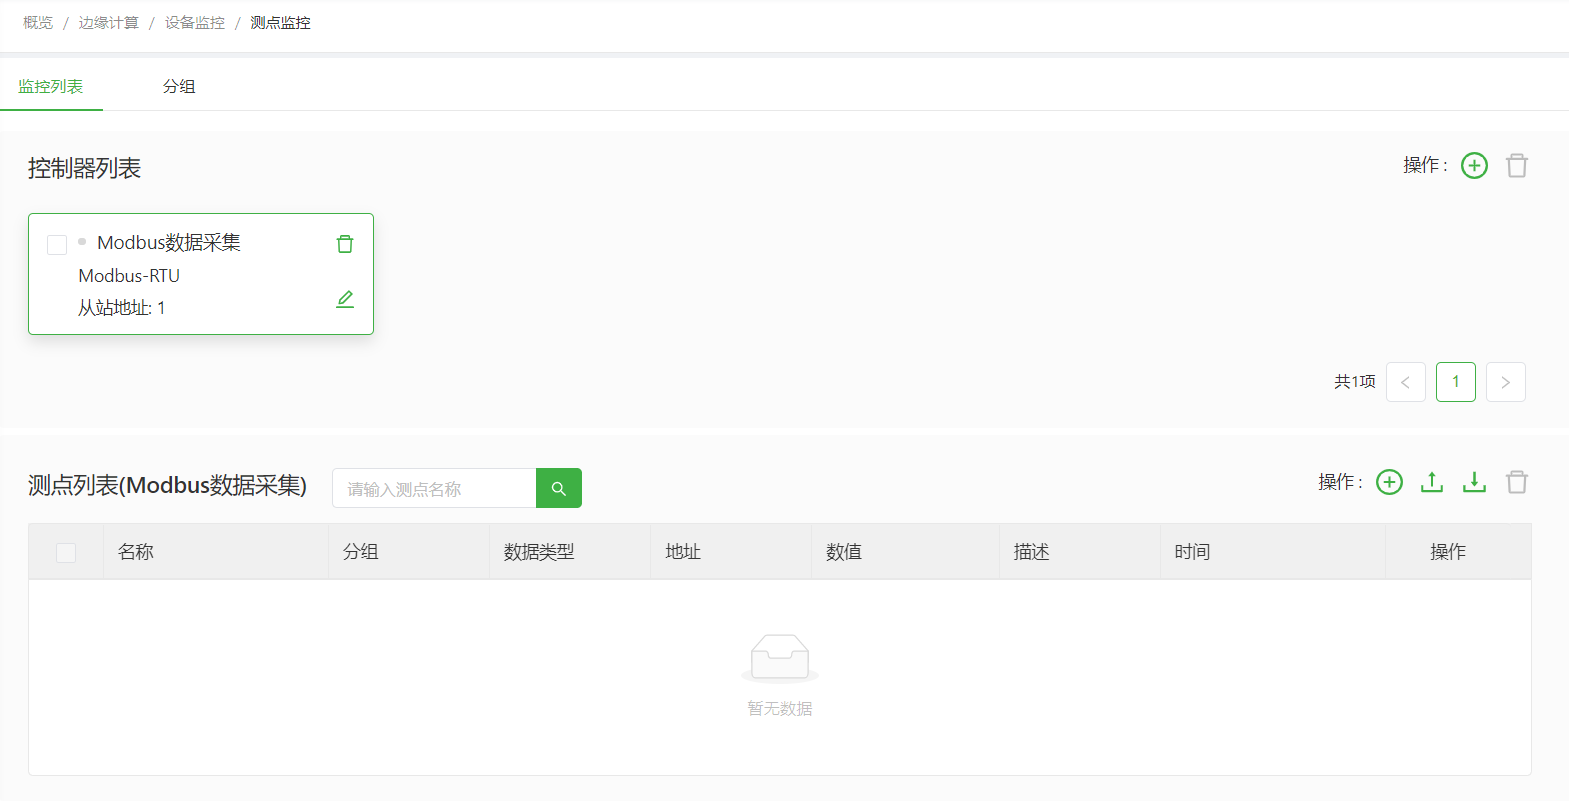 概览 / 边缘计算 / 设备监控 / 测点监控
监控列表 分组
控制器列表 操作 :
Modbus数据采集
Modbus-RTU
从站地址: 1
共1项 < 1 >
测点列表(Modbus数据采集) 请输入测点名称 操作 :
名称 分组 数据类型 地址 数值 描述 时间 操作
暂无数据